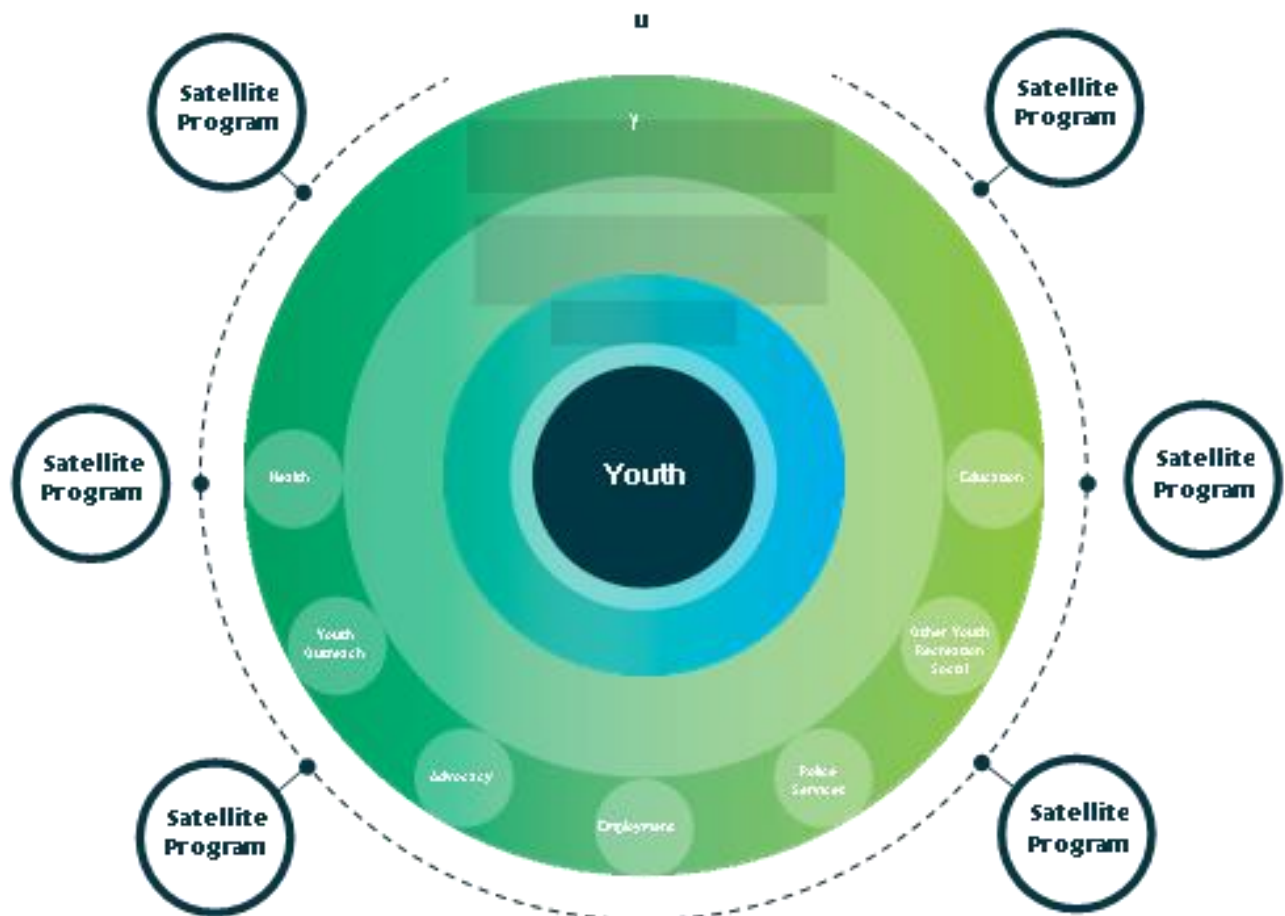 u
Satellite
Program
Satellite
Program
Y
Satellite
Program
Health
Youth
Education
Satellite
Program
Youth
Outreach
Other Youth
Recreation
Social
Advocacy
Police
Services
Employment
Satellite
Program
Satellite
Program